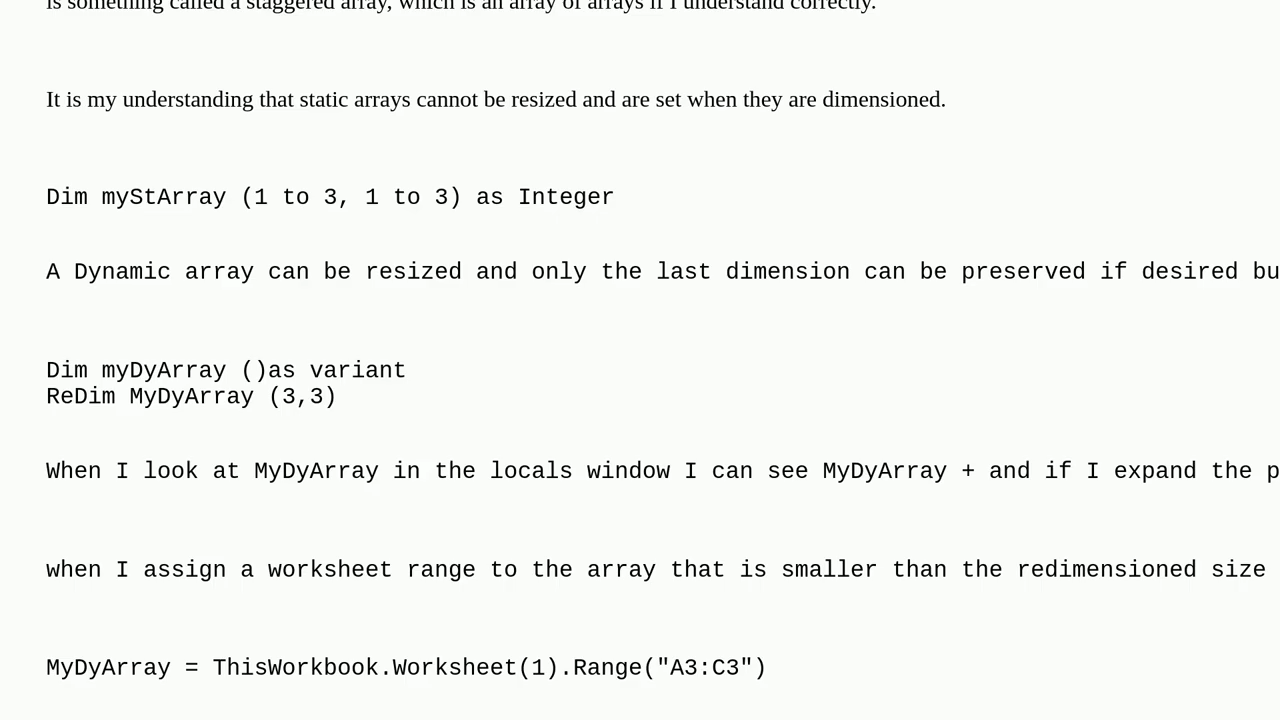 is something called a staggered array, which is an array of arrays if I understand correctly.
It is my understanding that static arrays cannot be resized and are set when they are dimensioned.
Dim myStArray (1 to 3, 1 to 3) as Integer
A Dynamic array can be resized and only the last dimension can be preserved if desired bu
Dim myDyArray ()as variant
ReDim MyDyArray (3,3)
When I look at MyDyArray in the locals window I can see MyDyArray + and if I expand the p
when I assign a worksheet range to the array that is smaller than the redimensioned size
MyDyArray = ThisWorkbook.Worksheet(1).Range("A3:C3")